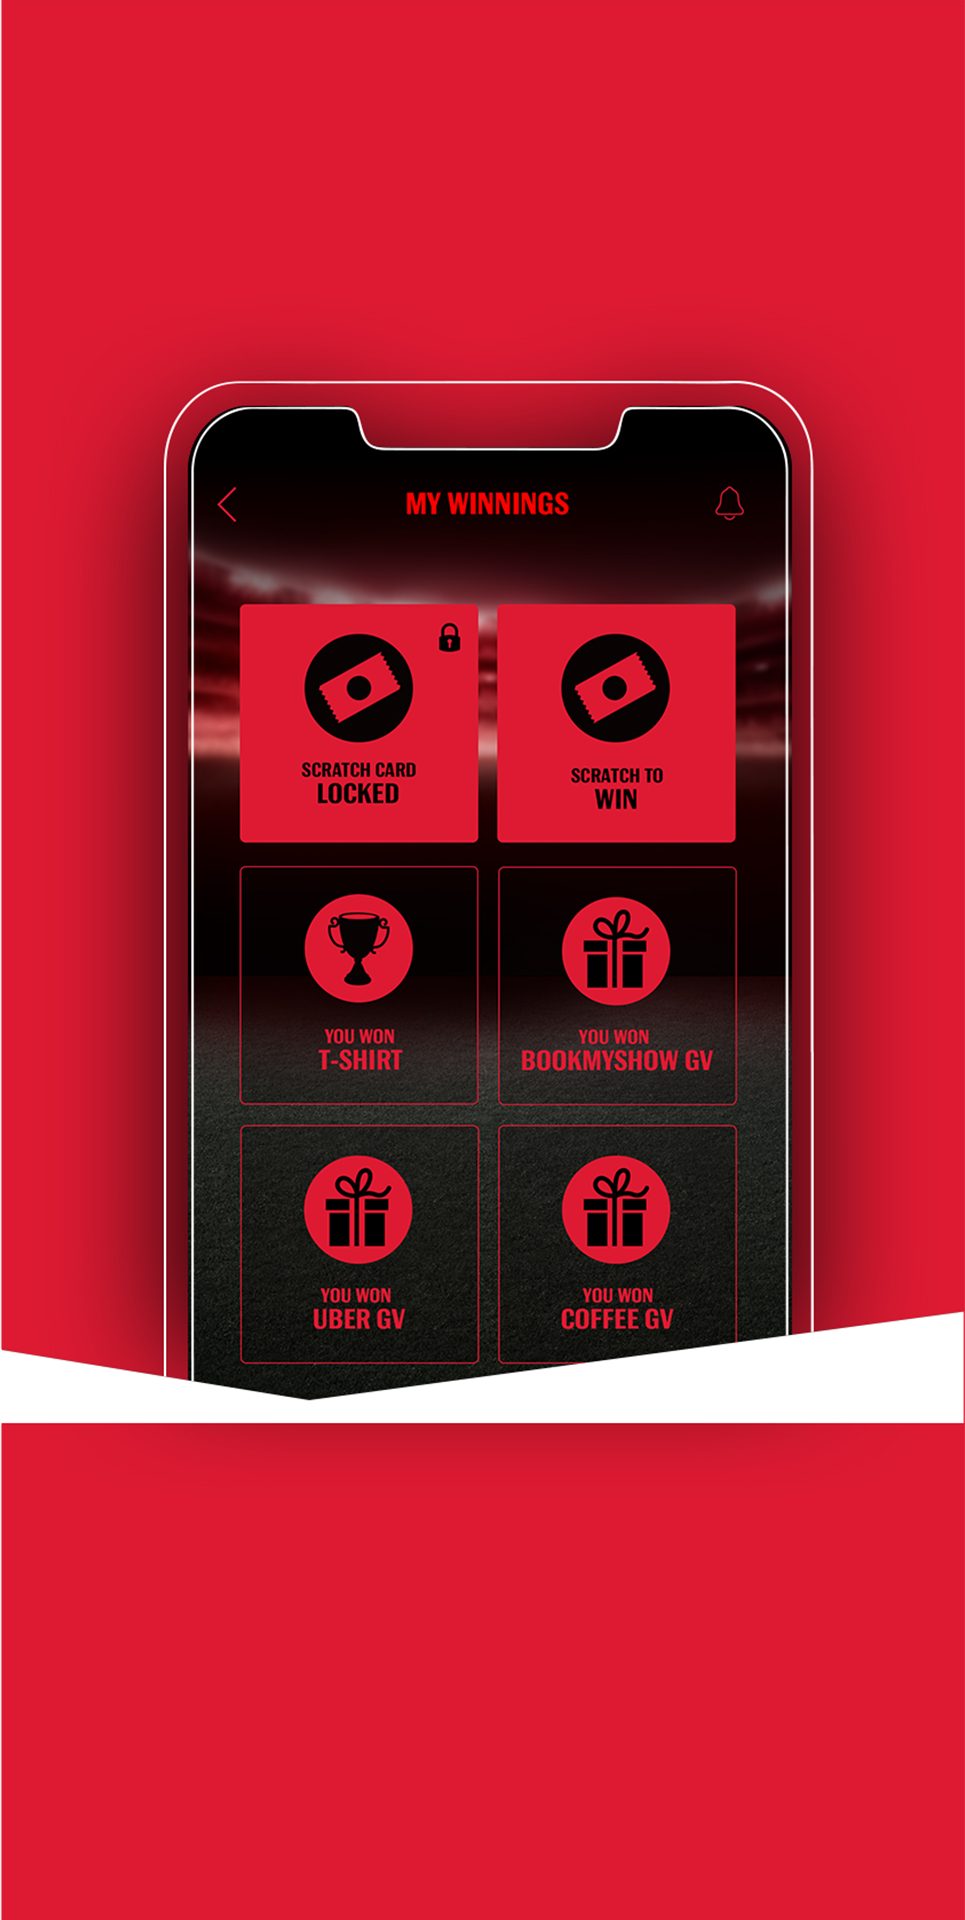 MY WINNINGS
SCRATCH CARD
LOCKED
SCRATCH TO
WIN
YOU WON
T-SHIRT
YOU WON
BOOKMYSHOW GV
YOU WON
UBER GV
YOU WON
COFFEE GV